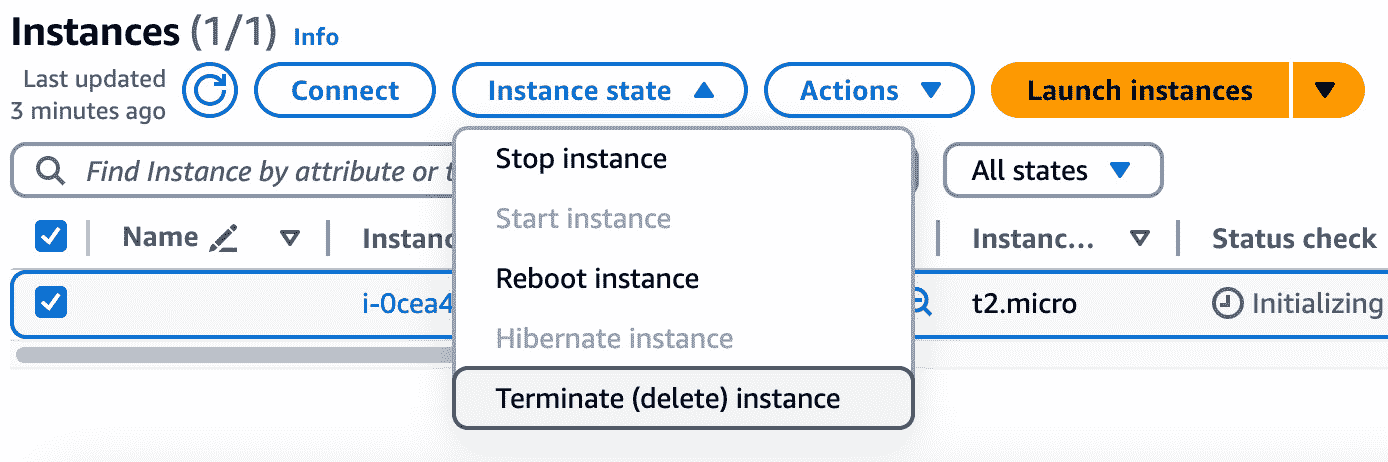 Instances (1/1) Info
Last updated
3 minutes ago
Connect
Instance state
Actions
Launch instances
Find Instance by attribute or
All states
Stop instance
Start instance
Reboot instance
Hibernate instance
Terminate (delete) instance
Name
Instanc...
Status check
i-0cea4
t2.micro
Initializing